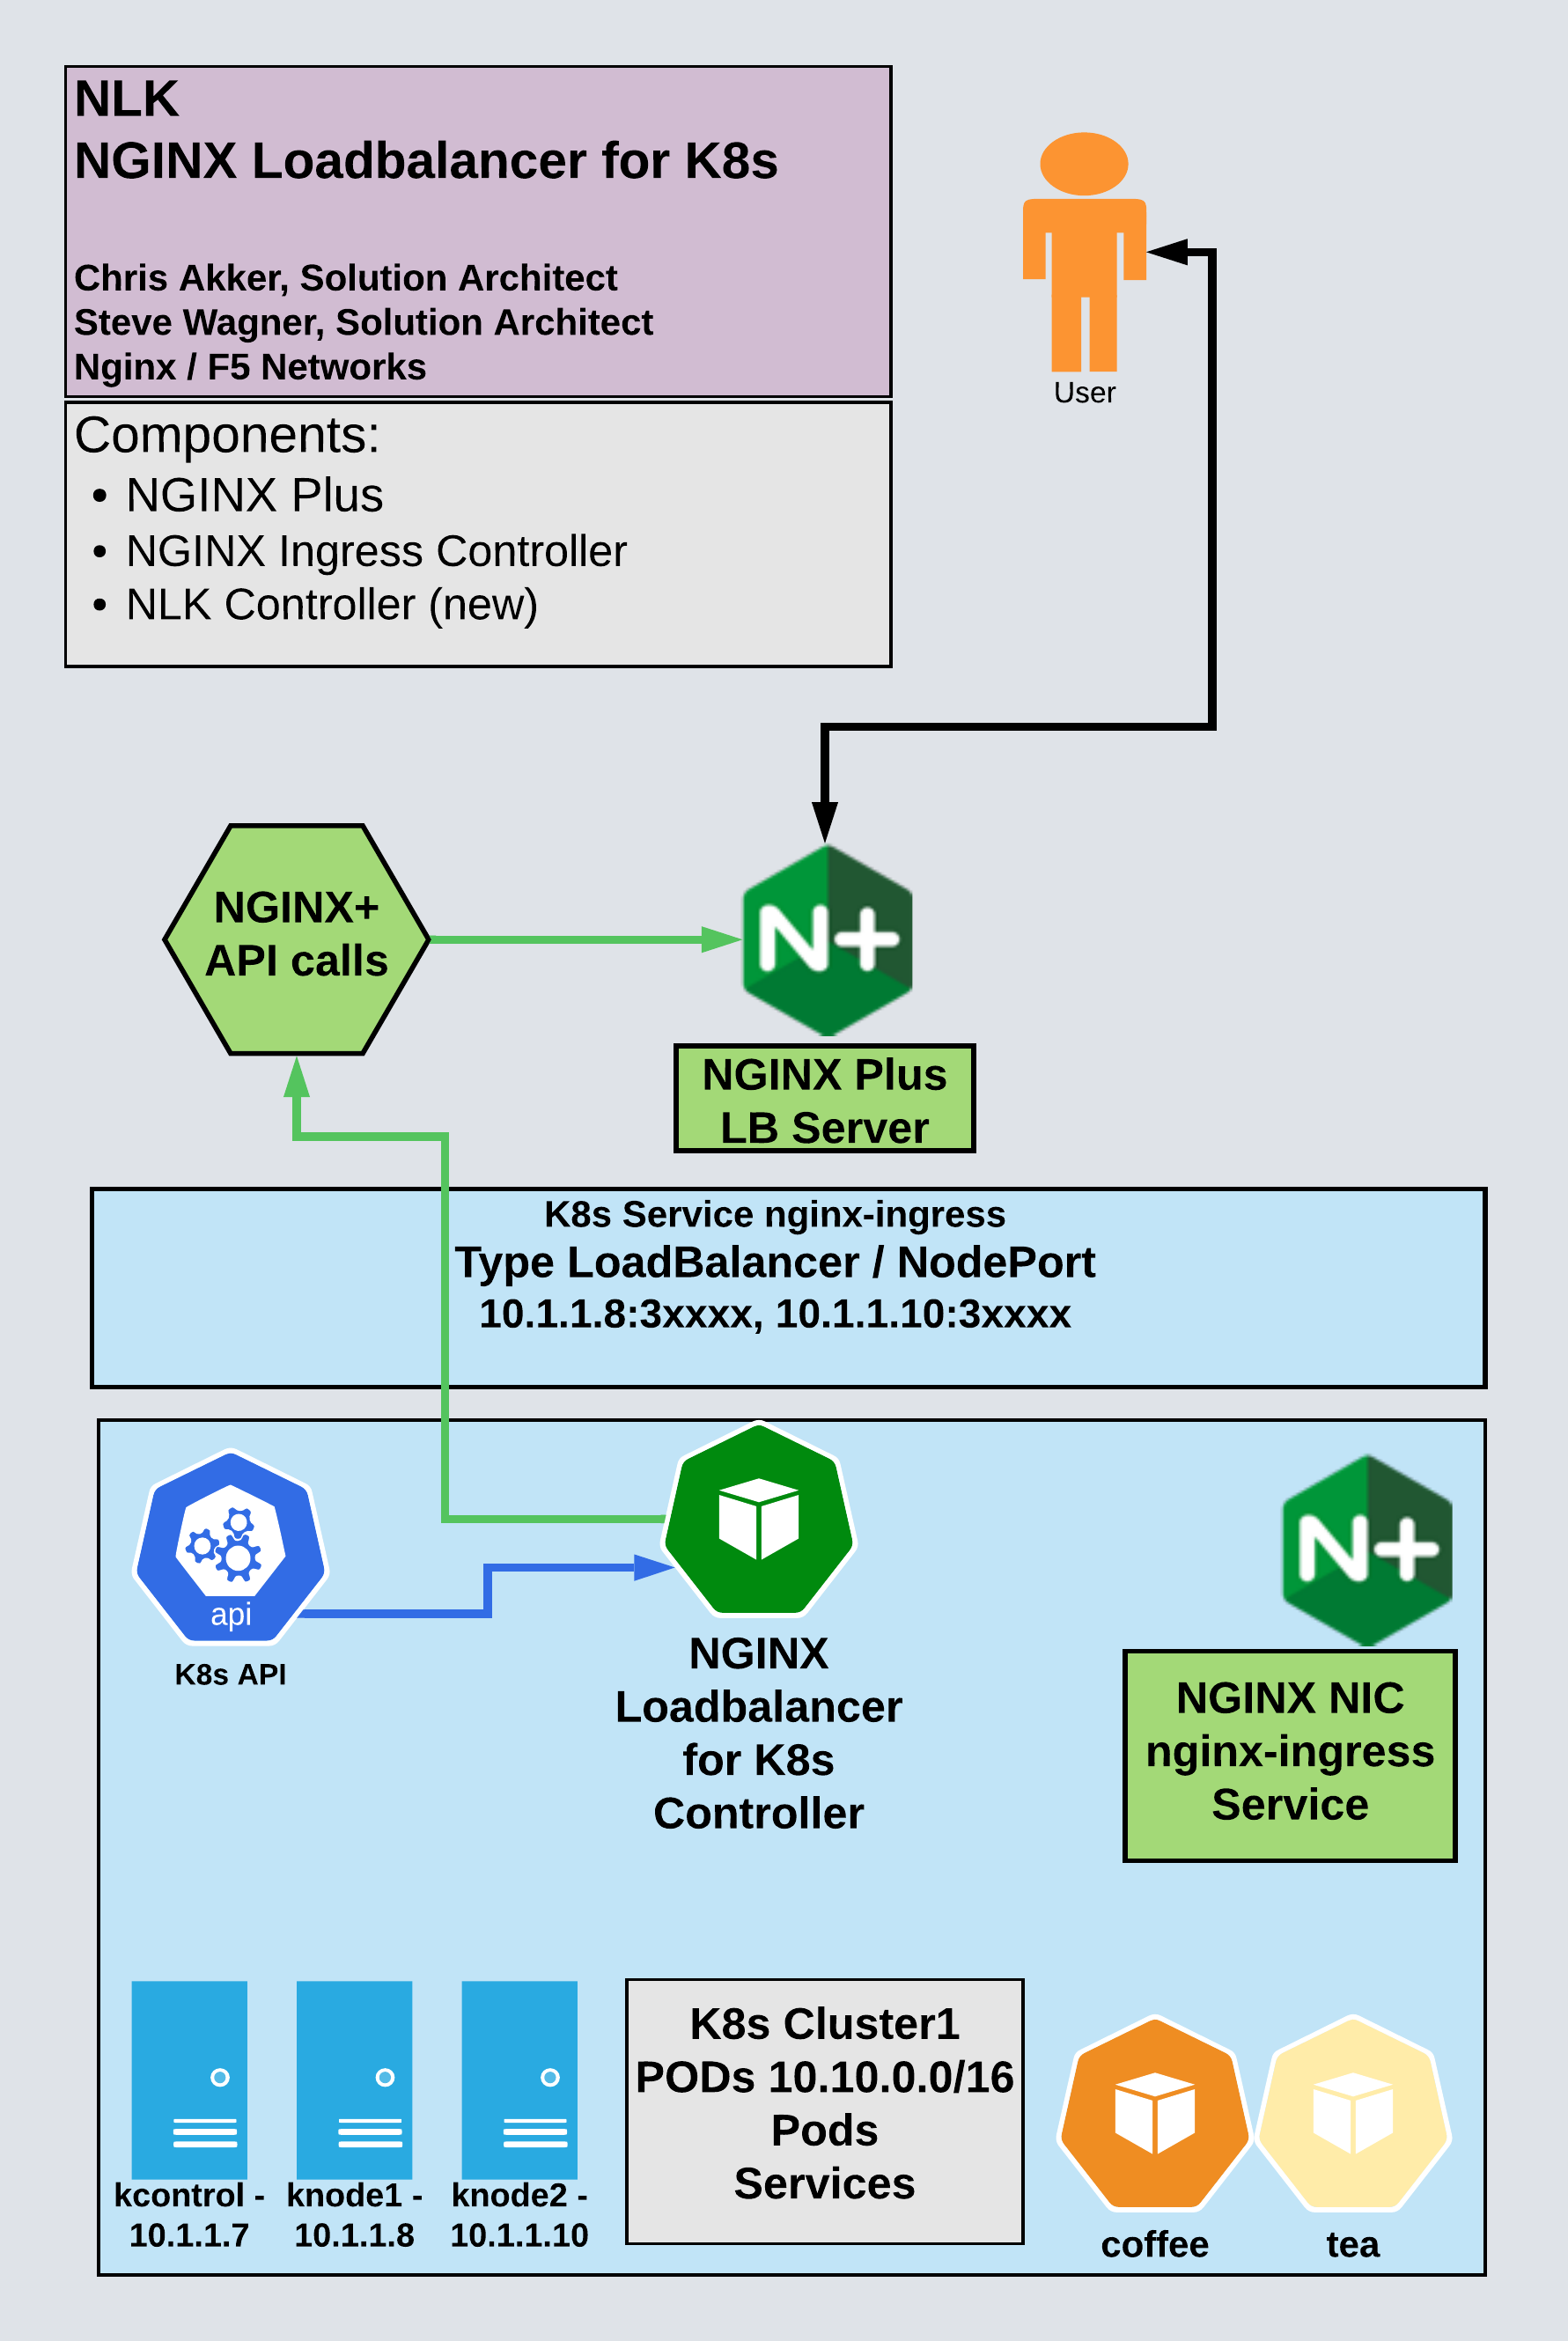 NLK
NGINX Loadbalancer for K8s
Chris Akker, Solution Architect
Steve Wagner, Solution Architect
Nginx / F5 Networks
Components:
• NGINX Plus
• NGINX Ingress Controller
• NLK Controller (new)
User
NGINX+
API calls
N+
NGINX Plus
LB Server
K8s Service nginx-ingress
Type LoadBalancer / NodePort
10.1.1.8:3xxxx, 10.1.1.10:3xxxx
api
K8s API
NGINX
Loadbalancer
for K8s
Controller
N+
NGINX NIC
nginx-ingress
Service
kcontrol -
10.1.1.7
knode1 -
10.1.1.8
knode2 -
10.1.1.10
K8s Cluster1
PODs 10.10.0.0/16
Pods
Services
coffee
tea